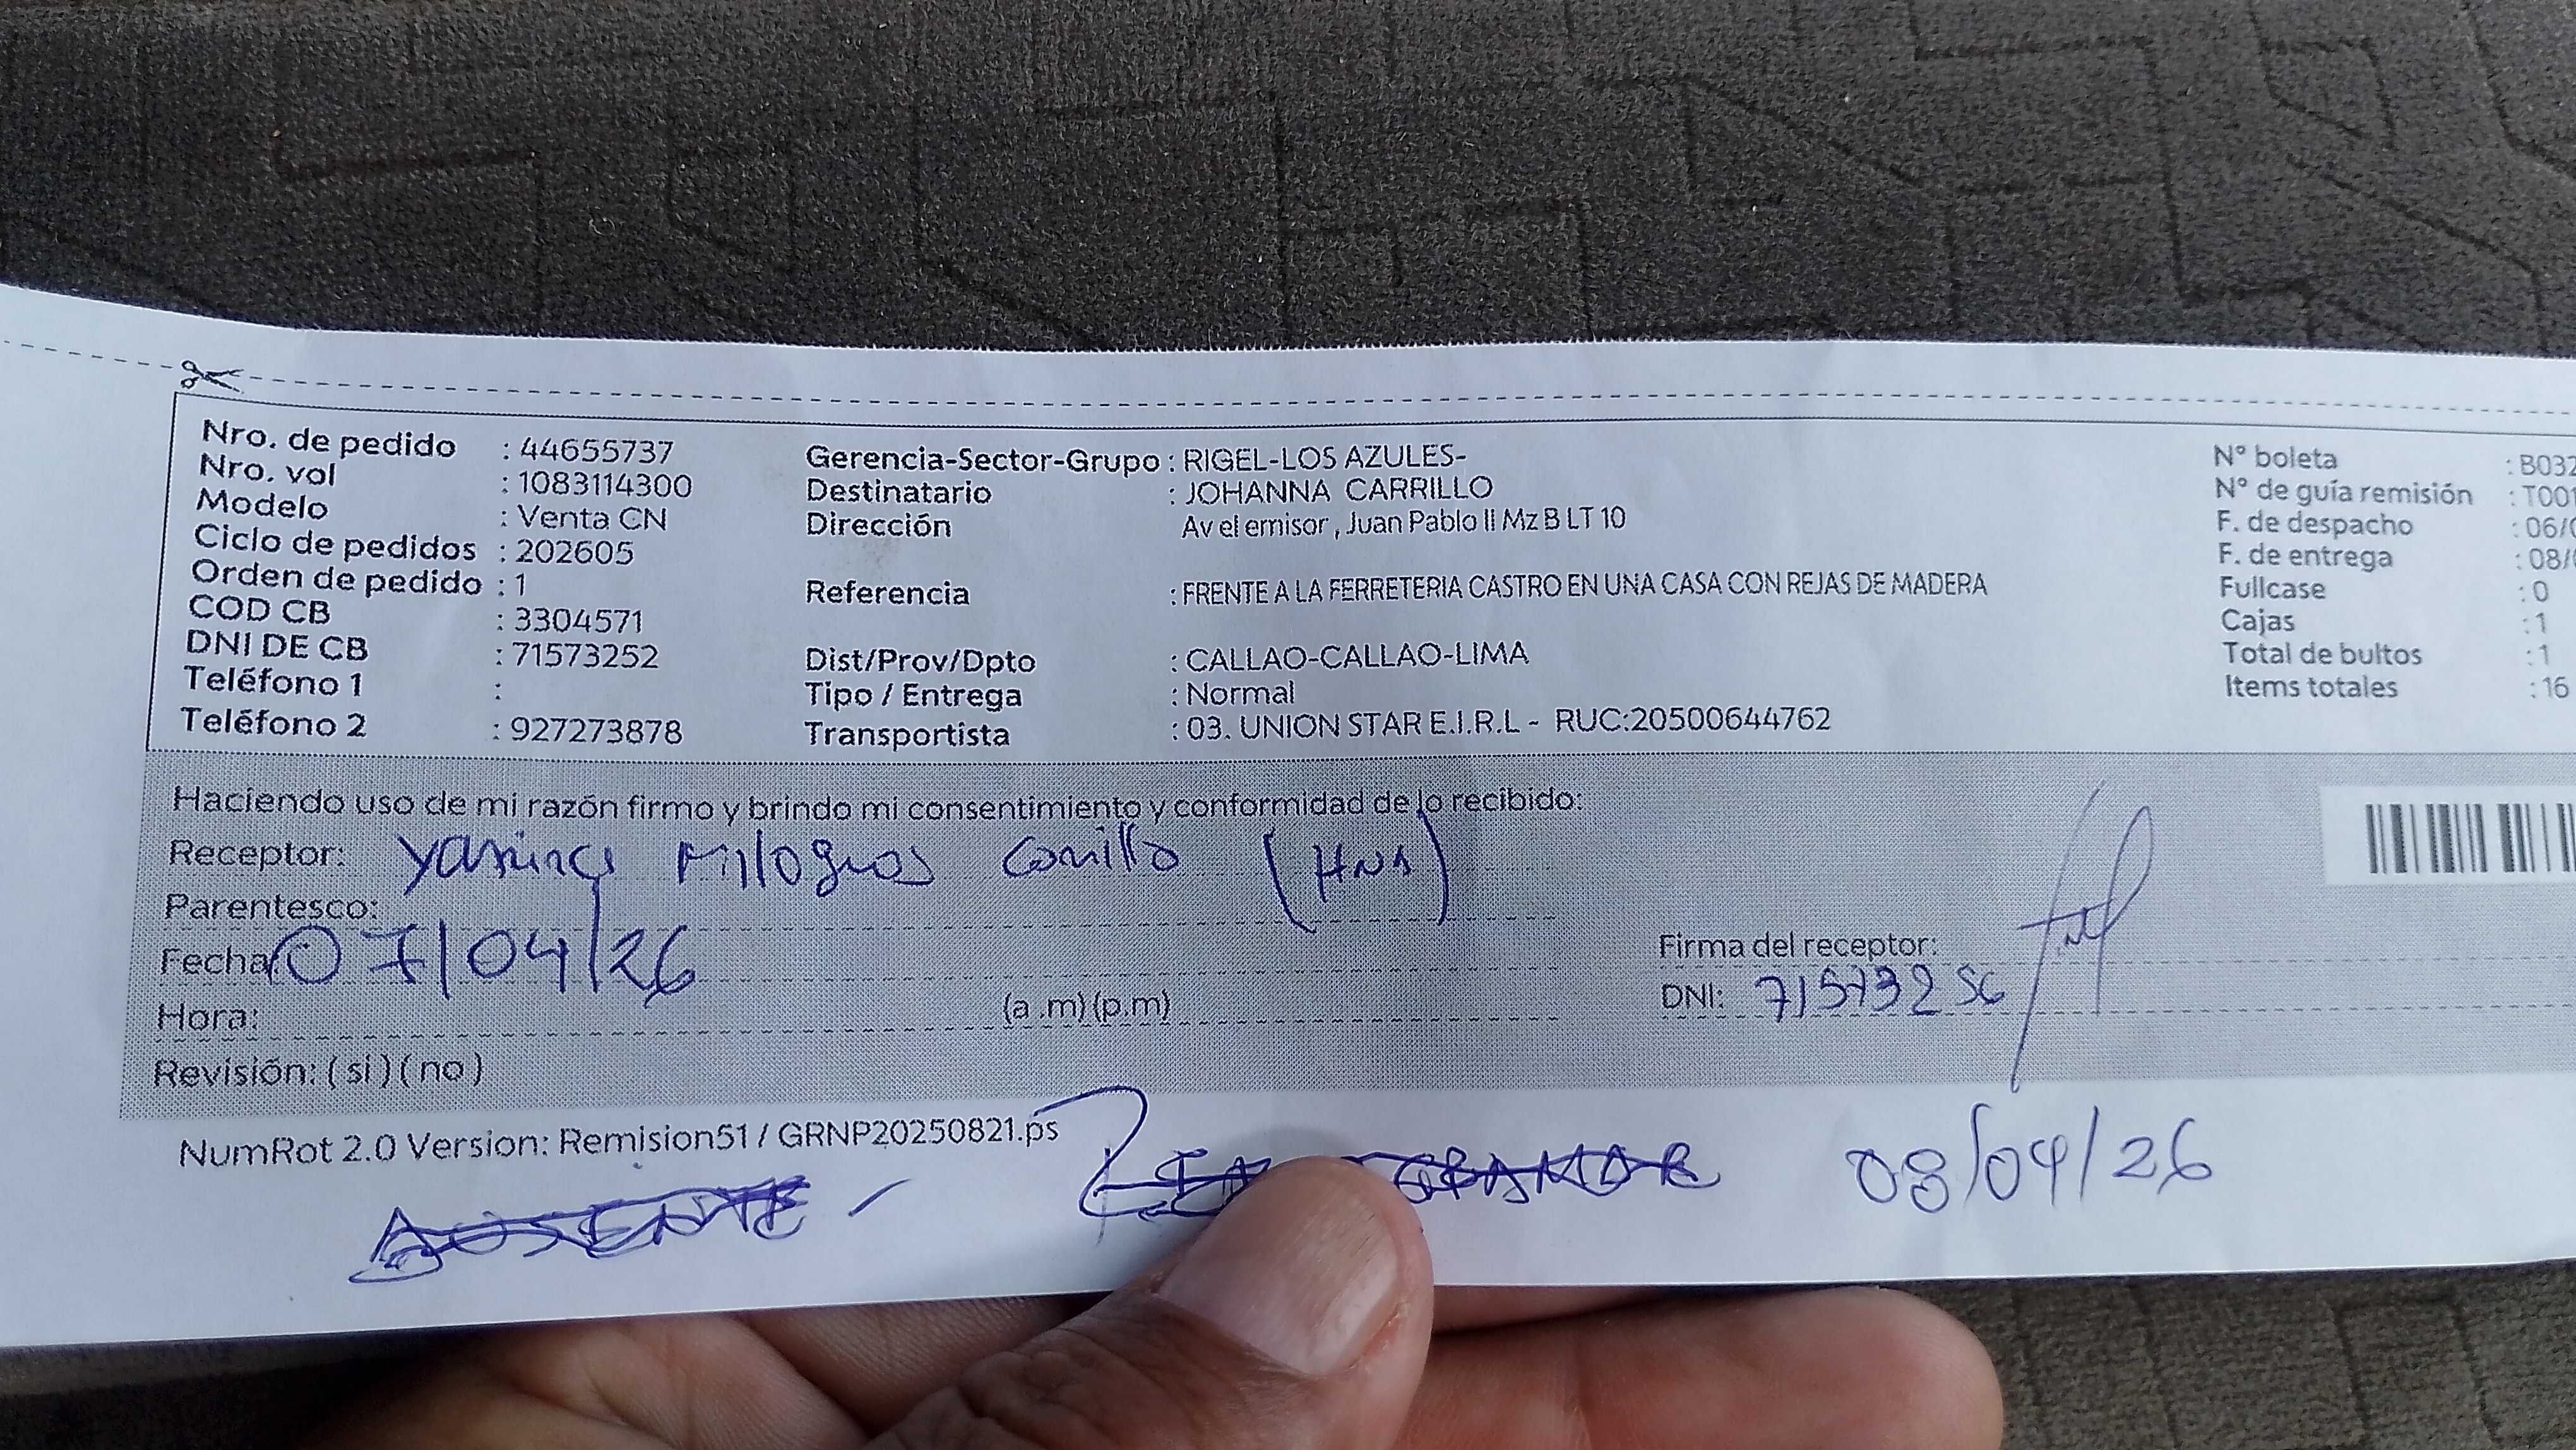 Nro. de pedido : 44655737
Nro. vol : 1083114300
Modelo : Venta CN
Ciclo de pedidos : 202605
Orden de pedido : 1
COD CB : 3304571
DNI DE CB : 71573252
Teléfono 1 :
Teléfono 2 : 927273878
Gerencia-Sector-Grupo : RIGEL-LOS AZULES-
Destinatario : JOHANNA CARRILLO
Dirección Av el emisor , Juan Pablo II Mz B LT 10
Referencia : FRENTE A LA FERRETERIA CASTRO EN UNA CASA CON REJAS DE MADERA
Dist/Prov/Dpto : CALLAO-CALLAO-LIMA
Tipo / Entrega : Normal
Transportista : 03. UNION STAR E.I.R.L - RUC:20500644762
N° boleta : B032
N° de guía remisión : T001
F. de despacho : 06/0
F. de entrega : 08/
Fullcase : 0
Cajas : 1
Total de bultos : 1
Items totales : 16
Haciendo uso de mi razón firmo y brindo mi consentimiento y conformidad de lo recibido:
Receptor: Milogros Carrillo (HNA)
Parentesco:
Fecha: 07/04/26
Hora: (a .m) (p.m)
Revisión: ( si ) ( no )
Firma del receptor:
DNI: 71573256
NumRot 2.0 Version: Remision51 / GRNP20250821.ps
AUSENTE -
08/04/26